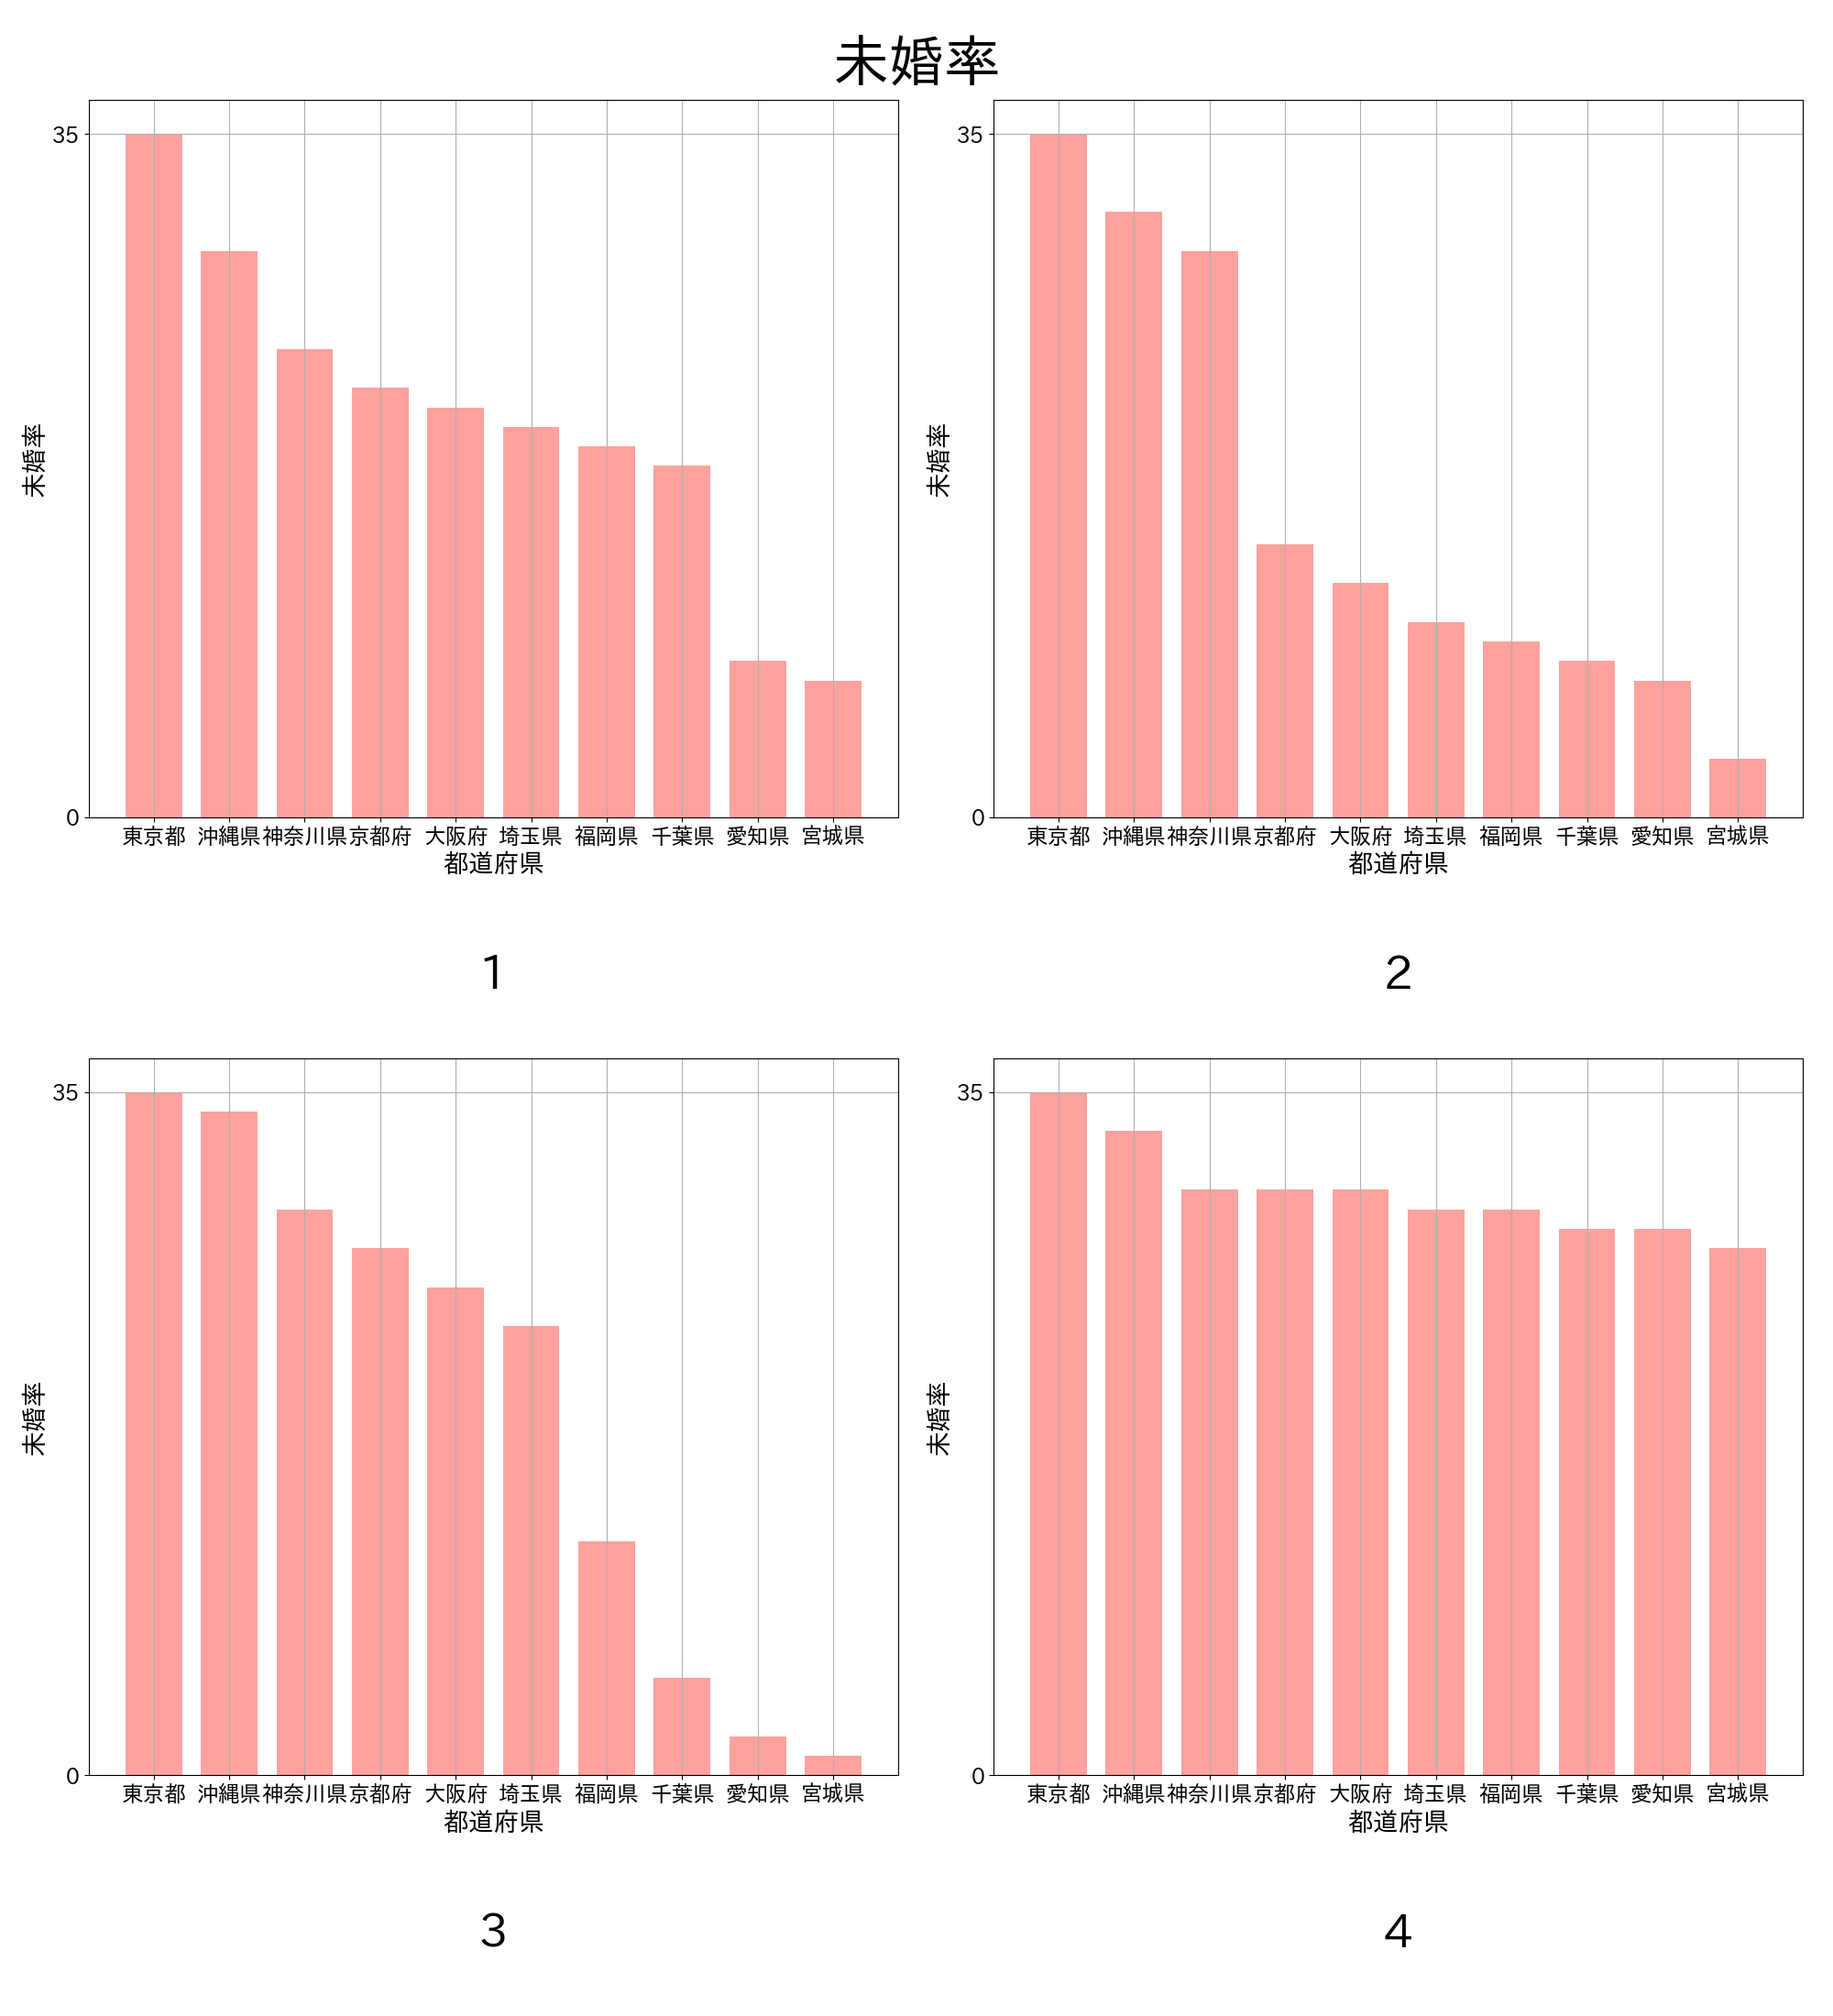 未婚率
35
0
未婚率
東京都 沖縄県 神奈川県 京都府 大阪府 埼玉県 福岡県 千葉県 愛知県 宮城県
都道府県
1
35
0
未婚率
東京都 沖縄県 神奈川県 京都府 大阪府 埼玉県 福岡県 千葉県 愛知県 宮城県
都道府県
2
35
0
未婚率
東京都 沖縄県 神奈川県 京都府 大阪府 埼玉県 福岡県 千葉県 愛知県 宮城県
都道府県
3
35
0
未婚率
東京都 沖縄県 神奈川県 京都府 大阪府 埼玉県 福岡県 千葉県 愛知県 宮城県
都道府県
4